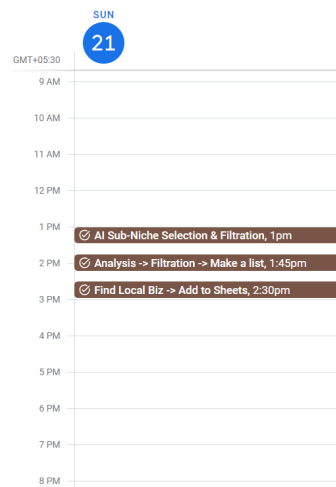 SUN
21
GMT+05:30
9 AM
10 AM
11 AM
12 PM
1 PM
AI Sub-Niche Selection & Filtration, 1pm
2 PM
Analysis -> Filtration -> Make a list, 1:45pm
Find Local Biz -> Add to Sheets, 2:30pm
3 PM
4 PM
5 PM
6 PM
7 PM
8 PM